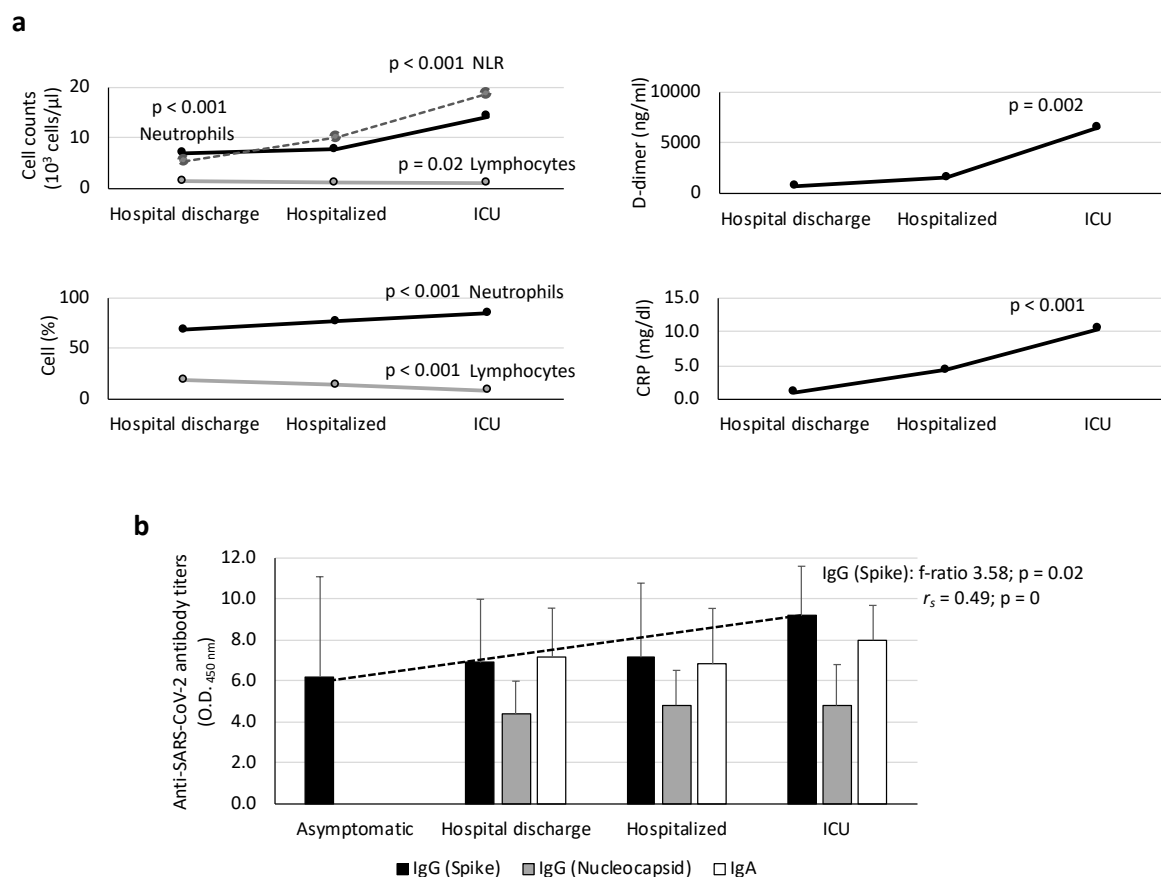 a
Cell counts
(10³ cells/µl)
20
10
0
p < 0.001 NLR
p < 0.001
Neutrophils
p = 0.02 Lymphocytes
Hospital discharge Hospitalized ICU
D-dimer (ng/ml)
10000
5000
0
p = 0.002
Hospital discharge Hospitalized ICU
Cell (%)
100
50
0
p < 0.001 Neutrophils
p < 0.001 Lymphocytes
Hospital discharge Hospitalized ICU
CRP (mg/dl)
15.0
10.0
5.0
0.0
p < 0.001
Hospital discharge Hospitalized ICU
b
Anti-SARS-CoV-2 antibody titers
(O.D. 450 nm)
12.0
10.0
8.0
6.0
4.0
2.0
0.0
IgG (Spike): f-ratio 3.58; p = 0.02
rs = 0.49; p = 0
Asymptomatic Hospital discharge Hospitalized ICU
IgG (Spike) IgG (Nucleocapsid) IgA